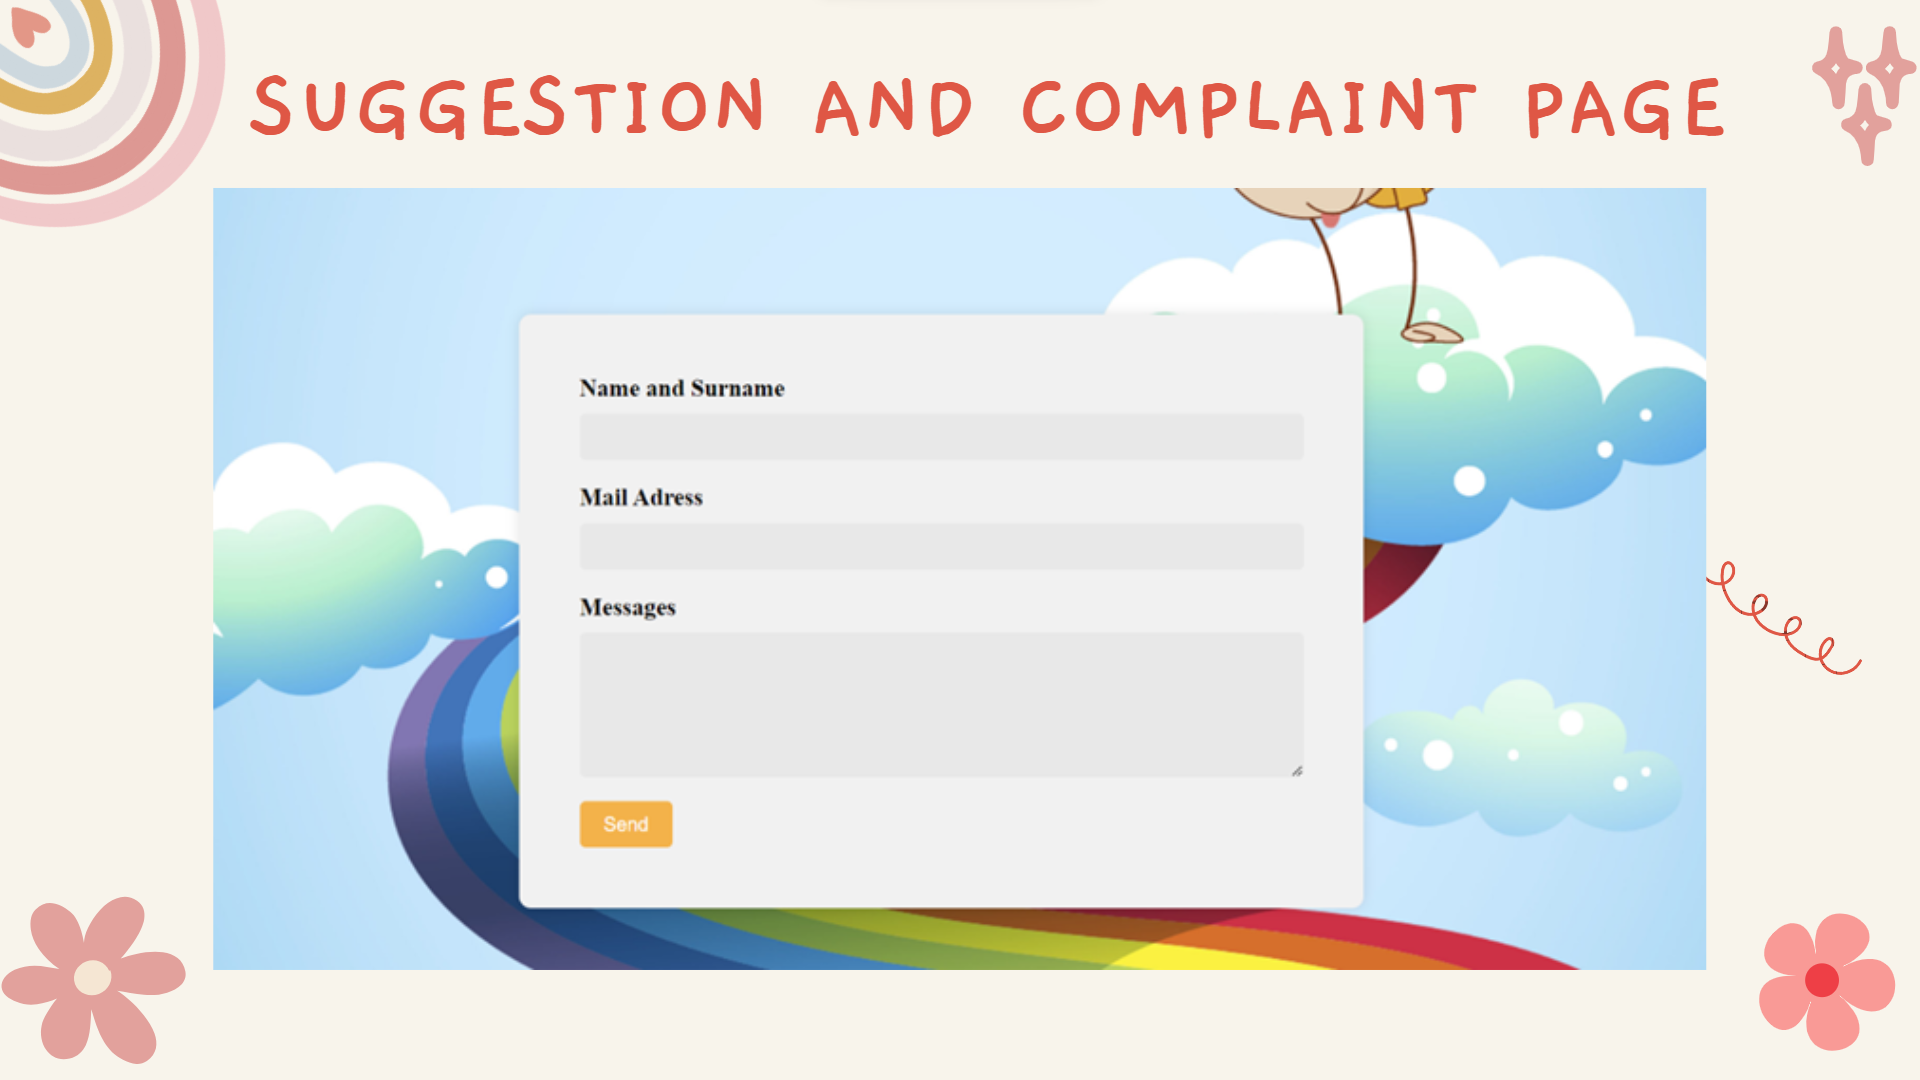 SUGGESTION AND COMPLAINT PAGE
Name and Surname
Mail Adress
Messages
Send